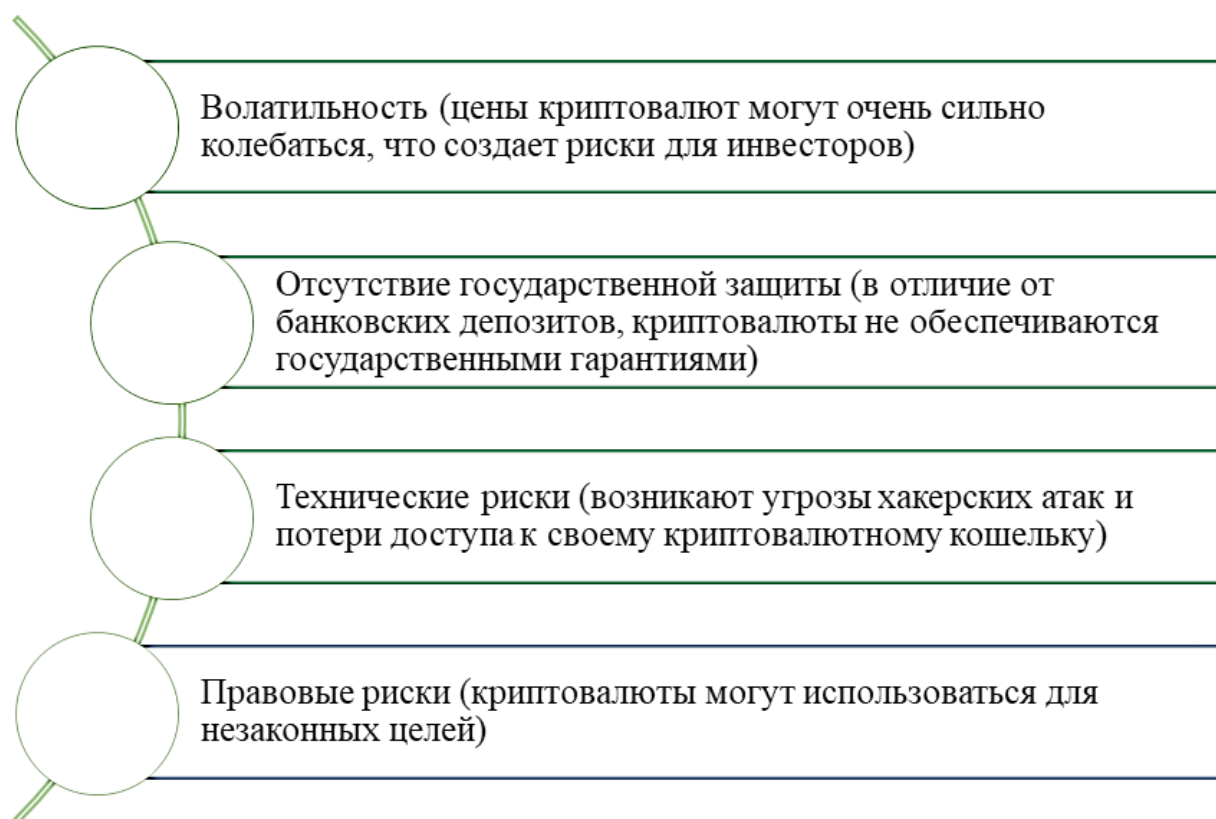 Волатильность (цены криптовалют могут очень сильно
колебаться, что создает риски для инвесторов)
Отсутствие государственной защиты (в отличие от
банковских депозитов, криптовалюты не обеспечиваются
государственными гарантиями)
Технические риски (возникают угрозы хакерских атак и
потери доступа к своему криптовалютному кошельку)
Правовые риски (криптовалюты могут использоваться для
незаконных целей)